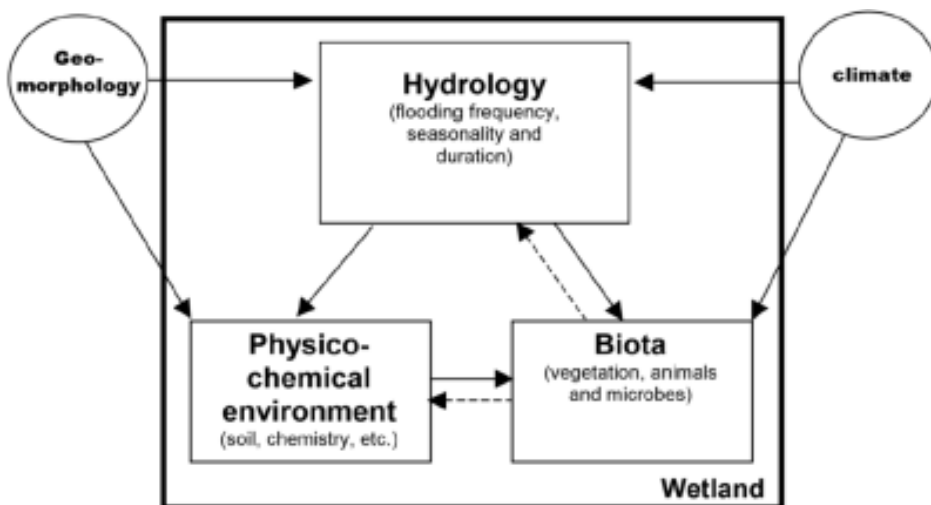 Geo-
morphology
climate
Hydrology
(flooding frequency,
seasonality and
duration)
Physico-
chemical
environment
(soil, chemistry, etc.)
Biota
(vegetation, animals
and microbes)
Wetland